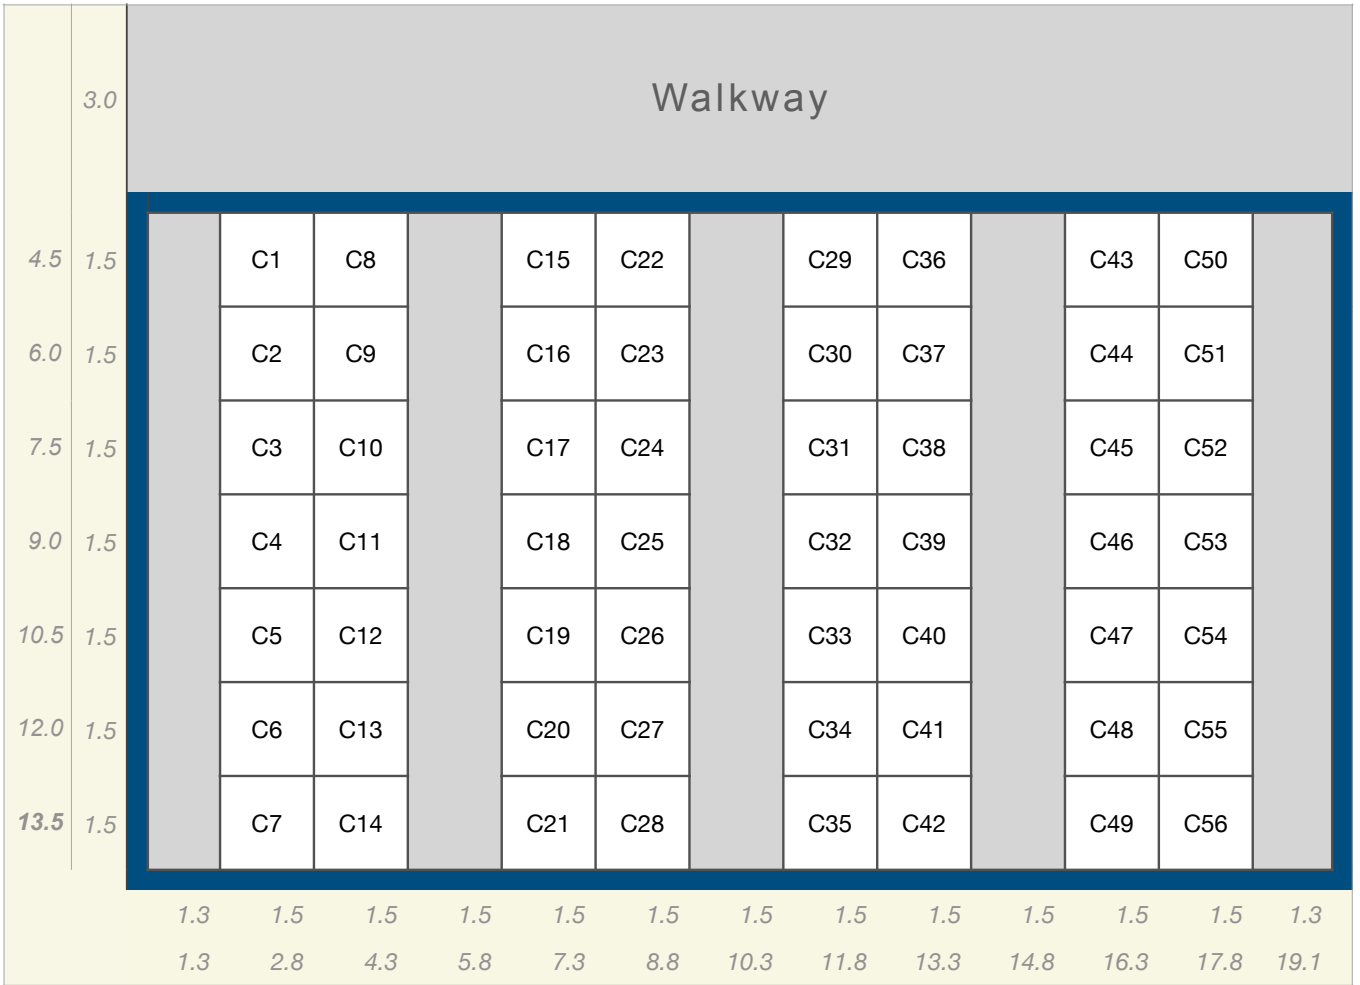 3.0 Walkway
4.5 1.5 C1 C8 C15 C22 C29 C36 C43 C50
6.0 1.5 C2 C9 C16 C23 C30 C37 C44 C51
7.5 1.5 C3 C10 C17 C24 C31 C38 C45 C52
9.0 1.5 C4 C11 C18 C25 C32 C39 C46 C53
10.5 1.5 C5 C12 C19 C26 C33 C40 C47 C54
12.0 1.5 C6 C13 C20 C27 C34 C41 C48 C55
13.5 1.5 C7 C14 C21 C28 C35 C42 C49 C56
1.3 1.5 1.5 1.5 1.5 1.5 1.5 1.5 1.5 1.5 1.5 1.5 1.3
1.3 2.8 4.3 5.8 7.3 8.8 10.3 11.8 13.3 14.8 16.3 17.8 19.1